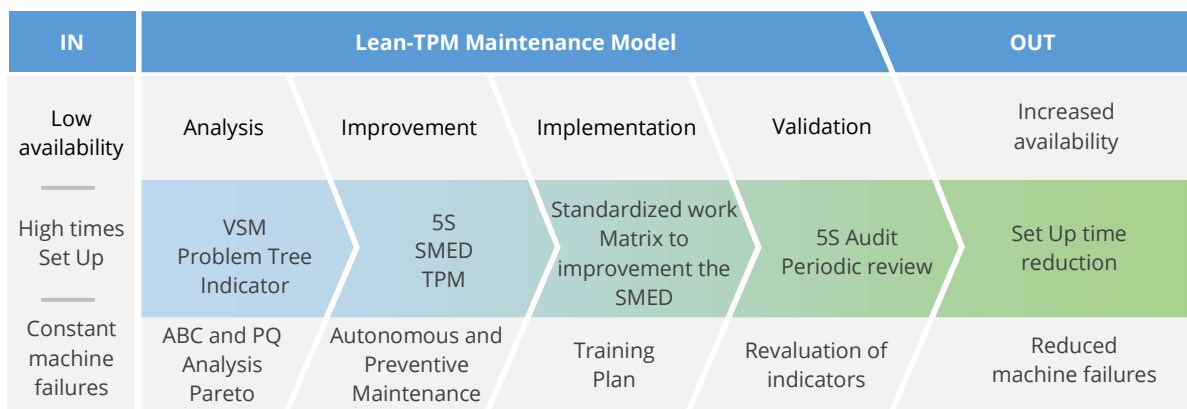 IN
Lean-TPM Maintenance Model
OUT
Low
availability
Analysis
Improvement
Implementation
Validation
Increased
availability
High times
Set Up
VSM
Problem Tree
Indicator
5S
SMED
TPM
Standardized work
Matrix to
improvement the
SMED
5S Audit
Periodic review
Set Up time
reduction
Constant
machine
failures
ABC and PQ
Analysis
Pareto
Autonomous and
Preventive
Maintenance
Training
Plan
Revaluation of
indicators
Reduced
machine failures